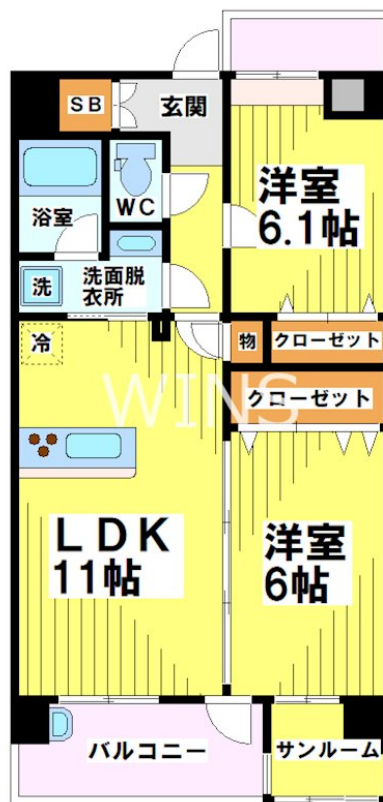 SB
玄関
浴室
WC
洋室
6.1帖
洗
洗面脱
衣所
冷
物
クローゼット
クローゼット
WINS
LDK
11帖
洋室
6帖
バルコニー
サンルーム